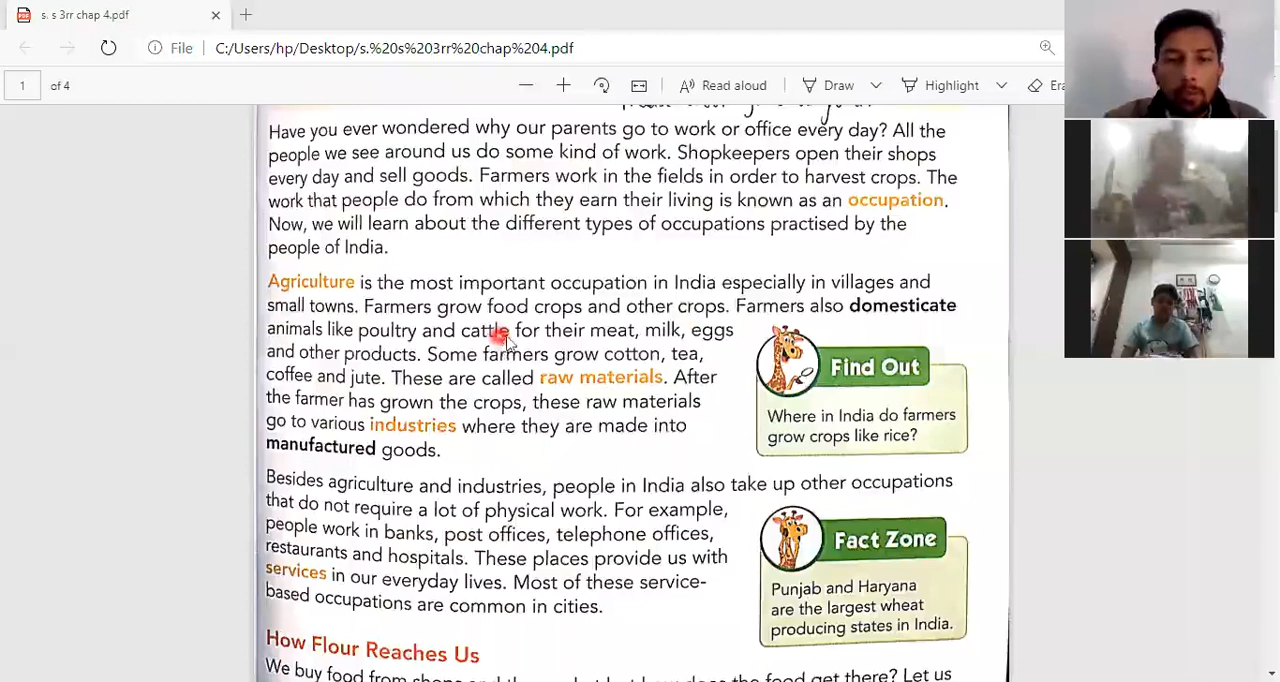 s. s 3rr chap 4.pdf
File C:/Users/hp/Desktop/s.%20s%203rr%20chap%204.pdf
1 of 4 Read aloud Draw Highlight Era
Have you ever wondered why our parents go to work or office every day? All the
people we see around us do some kind of work. Shopkeepers open their shops
every day and sell goods. Farmers work in the fields in order to harvest crops. The
work that people do from which they earn their living is known as an occupation.
Now, we will learn about the different types of occupations practised by the
people of India.
Agriculture is the most important occupation in India especially in villages and
small towns. Farmers grow food crops and other crops. Farmers also domesticate
animals like poultry and cattle for their meat, milk, eggs
and other products. Some farmers grow cotton, tea,
coffee and jute. These are called raw materials. After
the farmer has grown the crops, these raw materials
go to various industries where they are made into
manufactured goods.
Find Out
Where in India do farmers
grow crops like rice?
Besides agriculture and industries, people in India also take up other occupations
that do not require a lot of physical work. For example,
people work in banks, post offices, telephone offices,
restaurants and hospitals. These places provide us with
services in our everyday lives. Most of these service-
based occupations are common in cities.
Fact Zone
Punjab and Haryana
are the largest wheat
producing states in India.
How Flour Reaches Us
We buy food from shops and the food get there? Let us